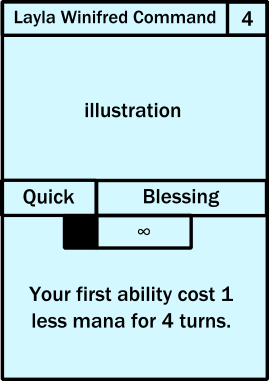 Layla Winifred Command 4
illustration
Quick Blessing
∞
Your first ability cost 1
less mana for 4 turns.